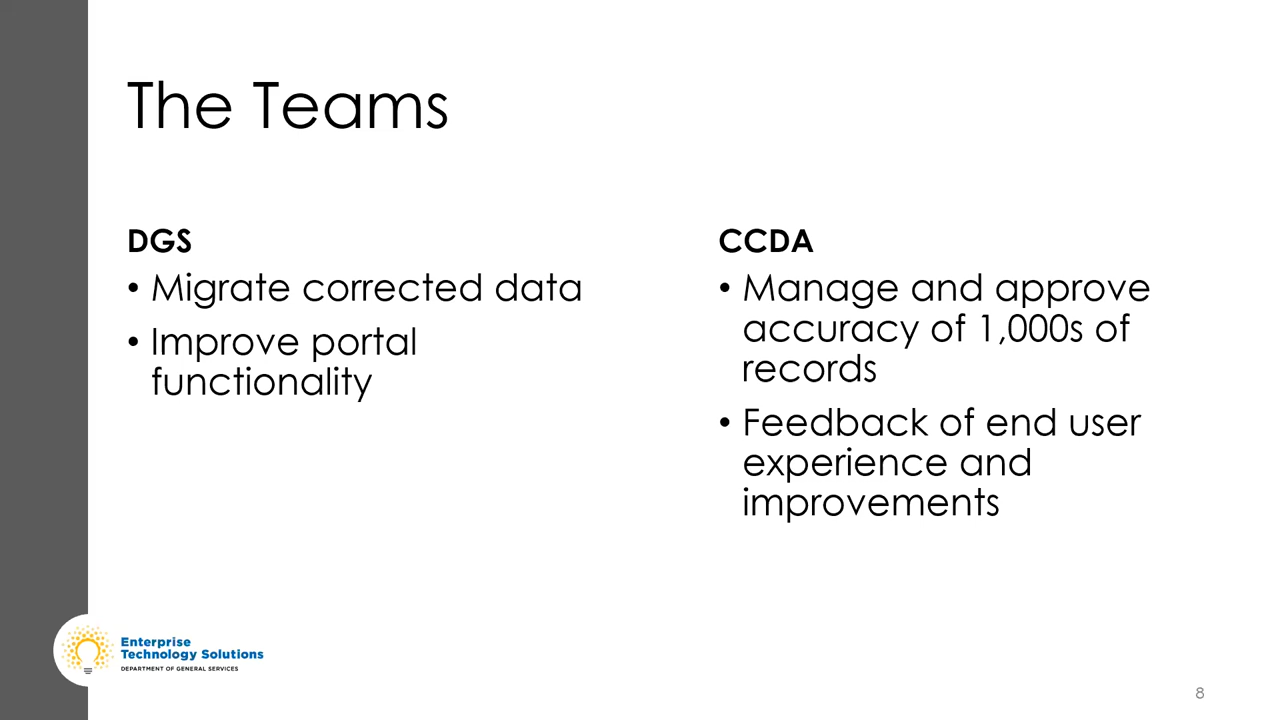 The Teams
DGS
• Migrate corrected data
• Improve portal
functionality
CCDA
• Manage and approve
accuracy of 1,000s of
records
• Feedback of end user
experience and
improvements
Enterprise
Technology Solutions
DEPARTMENT OF GENERAL SERVICES
8